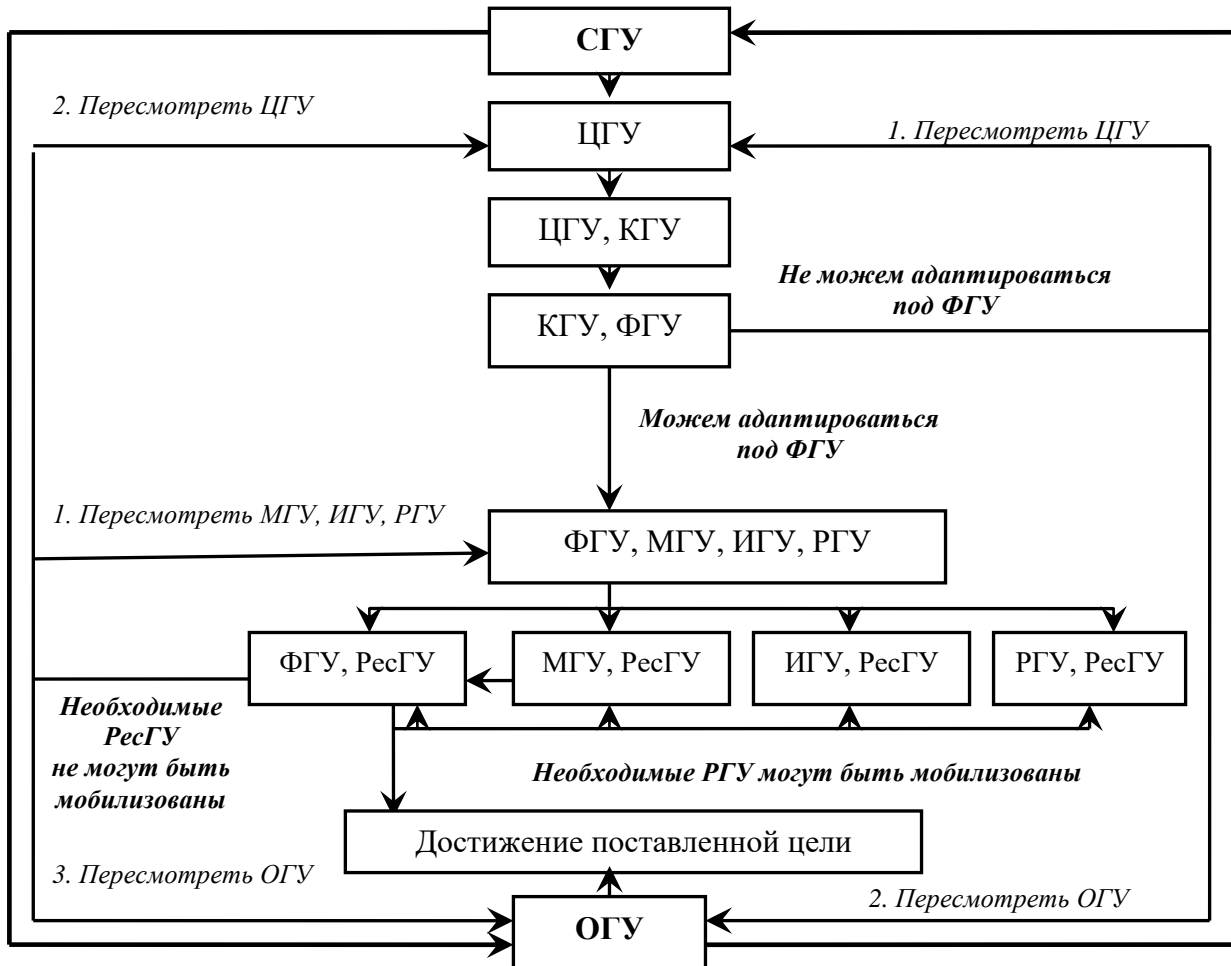 СГУ
2. Пересмотреть ЦГУ
ЦГУ
1. Пересмотреть ЦГУ
ЦГУ, КГУ
Не можем адаптироваться
под ФГУ
КГУ, ФГУ
Можем адаптироваться
под ФГУ
1. Пересмотреть МГУ, ИГУ, РГУ
ФГУ, МГУ, ИГУ, РГУ
ФГУ, РесГУ
МГУ, РесГУ
ИГУ, РесГУ
РГУ, РесГУ
Необходимые
РесГУ
не могут быть
мобилизованы
Необходимые РГУ могут быть мобилизованы
Достижение поставленной цели
3. Пересмотреть ОГУ
2. Пересмотреть ОГУ
ОГУ